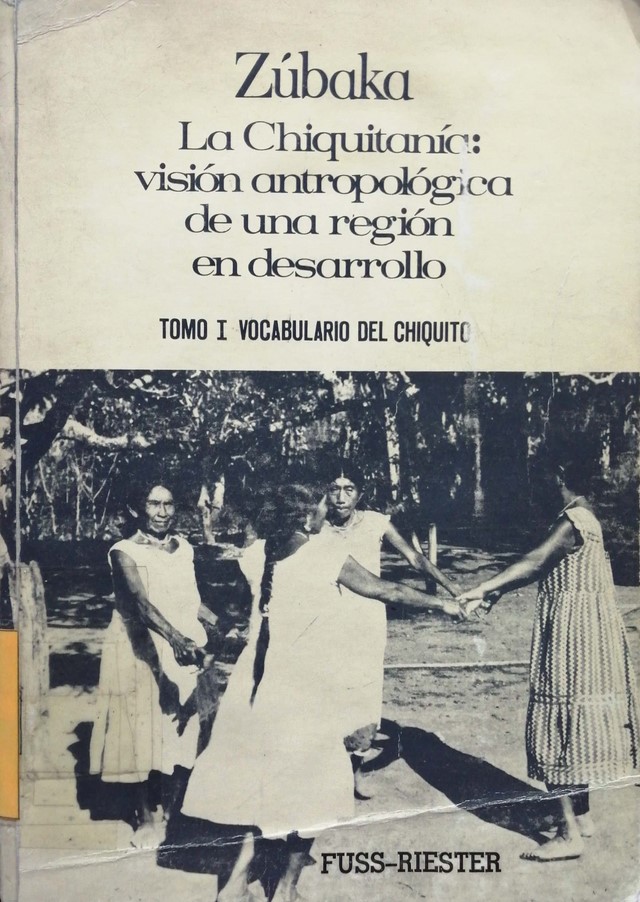 Zúbaka
La Chiquitanía:
visión antropológica
de una región
en desarrollo
TOMO I VOCABULARIO DEL CHIQUITO
FUSS-RIESTER